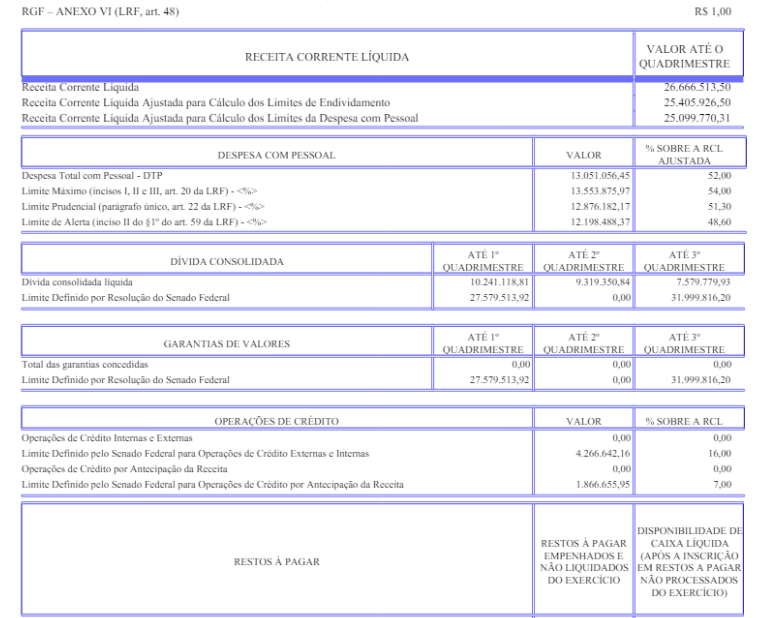 RGF – ANEXO VI (LRF, art. 48) R$ 1,00
RECEITA CORRENTE LÍQUIDA VALOR ATÉ O QUADRIMESTRE
Receita Corrente Líquida 26.666.513,50
Receita Corrente Líquida Ajustada para Cálculo dos Limites de Endividamento 25.405.926,50
Receita Corrente Líquida Ajustada para Cálculo dos Limites da Despesa com Pessoal 25.099.770,31
DESPESA COM PESSOAL VALOR % SOBRE A RCL AJUSTADA
Despesa Total com Pessoal - DTP 13.051.056,45 52,00
Limite Máximo (incisos I, II e III, art. 20 da LRF) - <%> 13.553.875,97 54,00
Limite Prudencial (parágrafo único, art. 22 da LRF) - <%> 12.876.182,17 51,30
Limite de Alerta (inciso II do §1º do art. 59 da LRF) - <%> 12.198.488,37 48,60
DÍVIDA CONSOLIDADA ATÉ 1º QUADRIMESTRE ATÉ 2º QUADRIMESTRE ATÉ 3º QUADRIMESTRE
Dívida consolidada líquida 10.241.118,81 9.319.350,84 7.579.779,93
Limite Definido por Resolução do Senado Federal 27.579.513,92 0,00 31.999.816,20
GARANTIAS DE VALORES ATÉ 1º QUADRIMESTRE ATÉ 2º QUADRIMESTRE ATÉ 3º QUADRIMESTRE
Total das garantias concedidas 0,00 0,00 0,00
Limite Definido por Resolução do Senado Federal 27.579.513,92 0,00 31.999.816,20
OPERAÇÕES DE CRÉDITO VALOR % SOBRE A RCL
Operações de Crédito Internas e Externas 0,00 0,00
Limite Definido pelo Senado Federal para Operações de Crédito Externas e Internas 4.266.642,16 16,00
Operações de Crédito por Antecipação da Receita 0,00 0,00
Limite Definido pelo Senado Federal para Operações de Crédito por Antecipação da Receita 1.866.655,95 7,00
RESTOS À PAGAR
RESTOS À PAGAR
EMPENHADOS E
NÃO LIQUIDADOS
DO EXERCÍCIO
DISPONIBILIDADE DE
CAIXA LÍQUIDA
(APÓS A INSCRIÇÃO
EM RESTOS A PAGAR
NÃO PROCESSADOS
DO EXERCÍCIO)